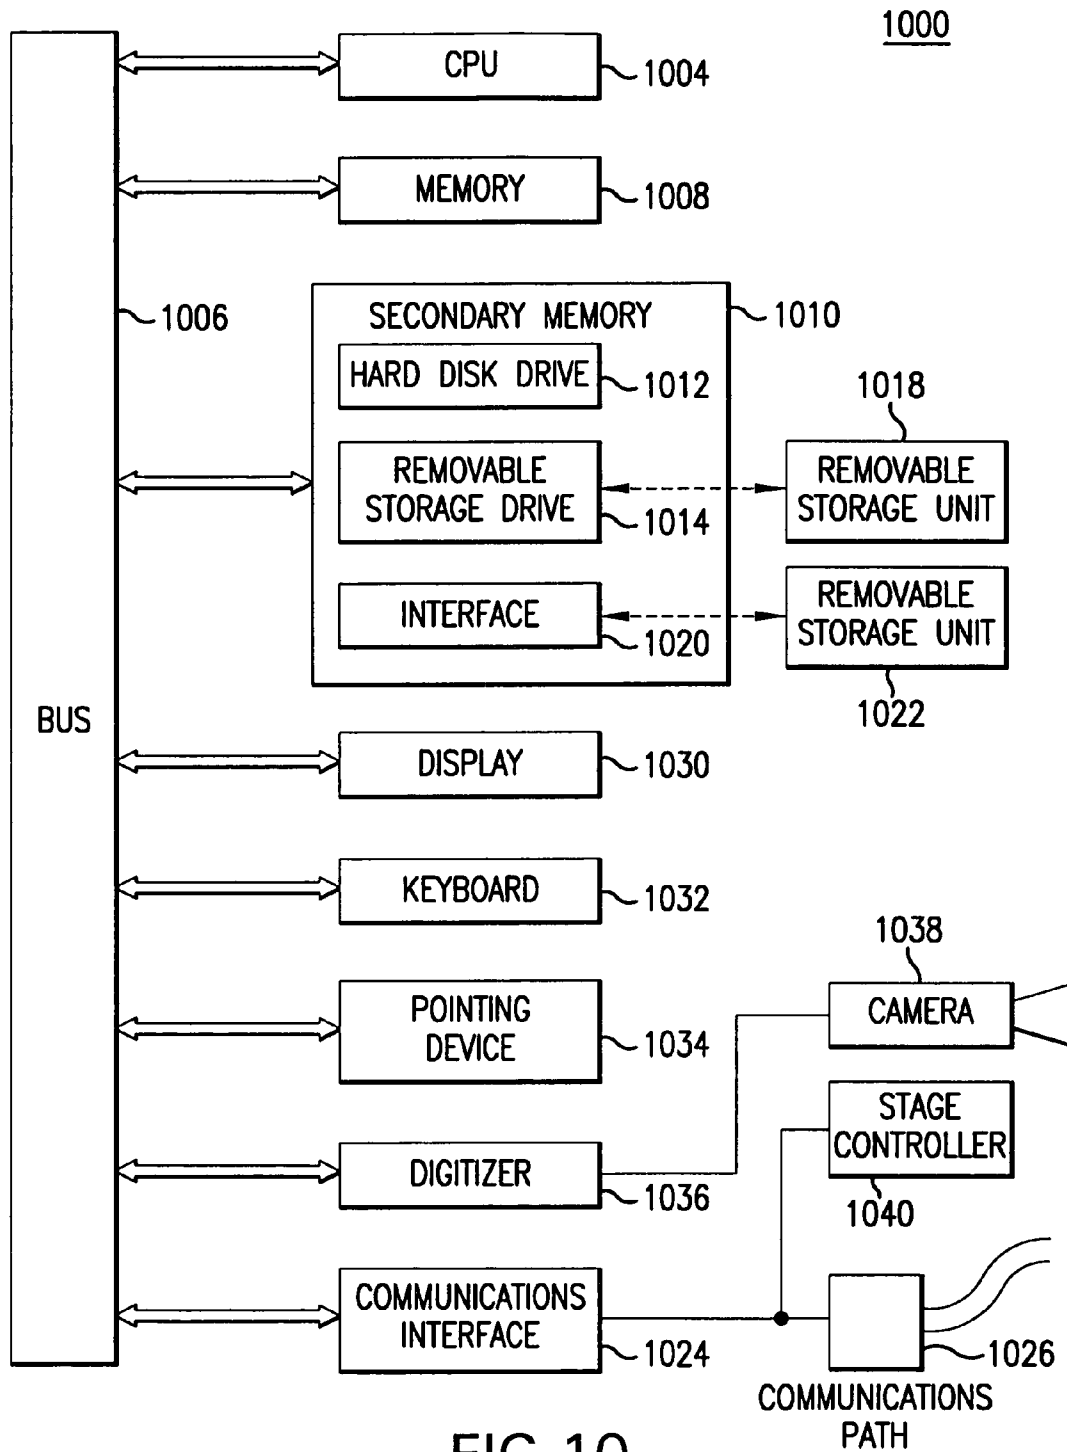 1000
CPU
1004
MEMORY
1008
1006
SECONDARY MEMORY
1010
HARD DISK DRIVE
1012
1018
REMOVABLE
STORAGE DRIVE
1014
REMOVABLE
STORAGE UNIT
INTERFACE
1020
REMOVABLE
STORAGE UNIT
1022
BUS
DISPLAY
1030
KEYBOARD
1032
1038
POINTING
DEVICE
1034
CAMERA
STAGE
CONTROLLER
1040
DIGITIZER
1036
COMMUNICATIONS
INTERFACE
1024
1026
COMMUNICATIONS
PATH
FIG. 10